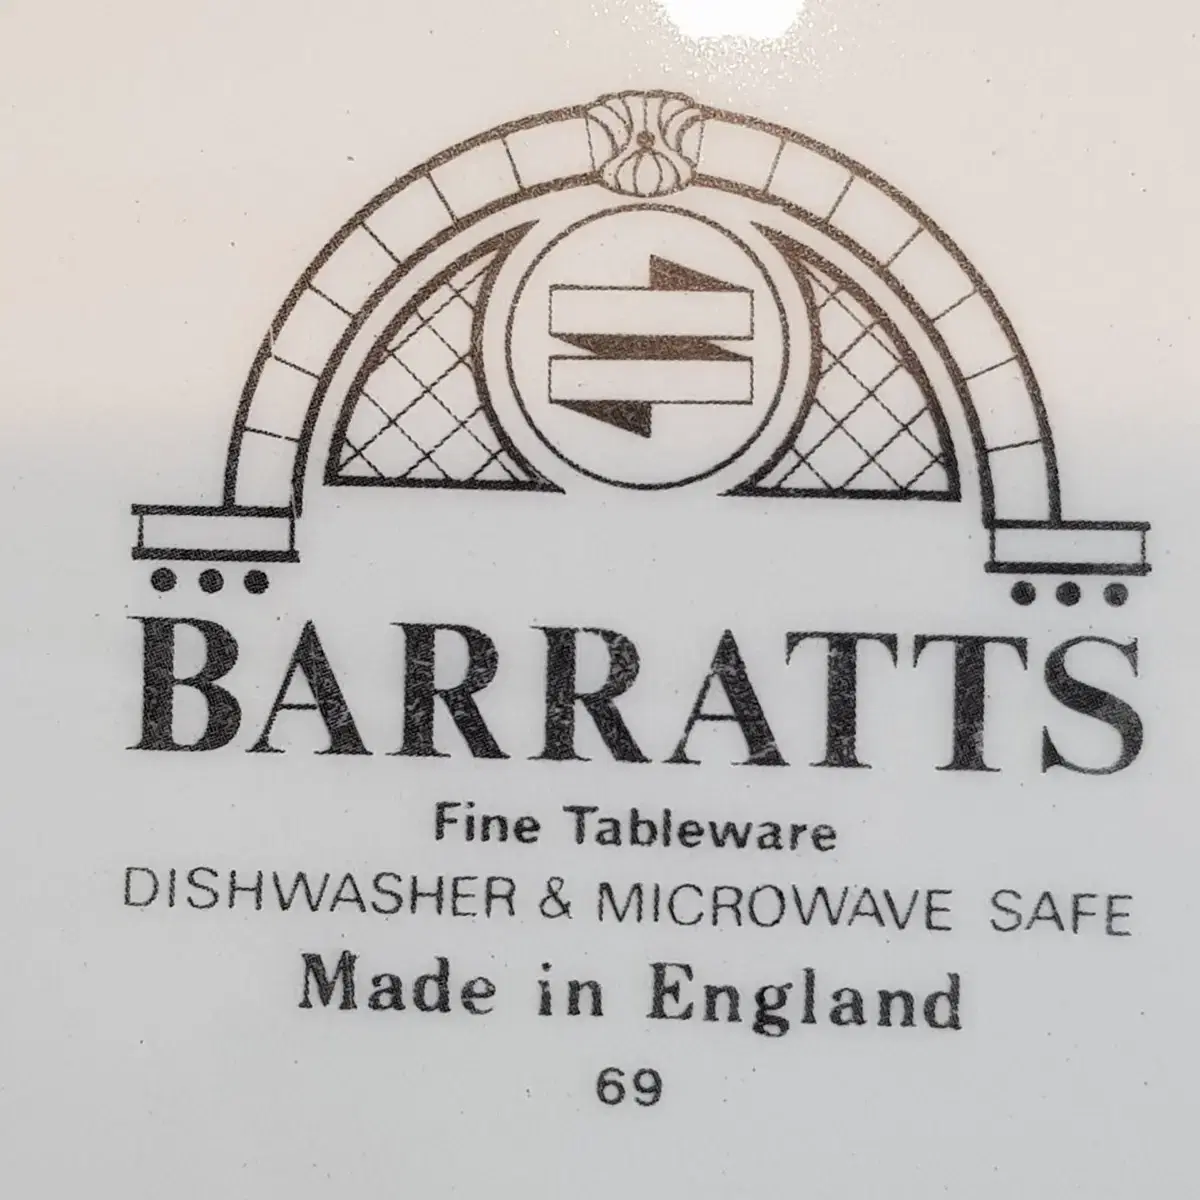 BARRATTS
Fine Tableware
DISHWASHER & MICROWAVE SAFE
Made in England
69